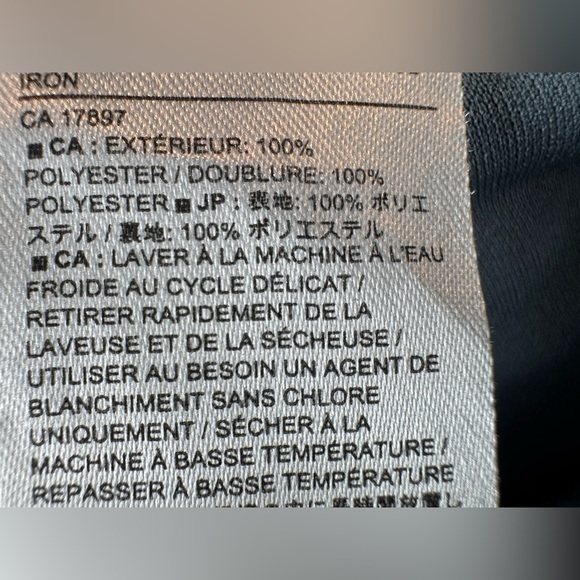 IRON
CA 17897
■ CA : EXTÉRIEUR: 100%
POLYESTER / DOUBLURE: 100%
POLYESTER ■ JP : 表地: 100% ポリエ
ステル / 裏地: 100% ポリエステル
■ CA : LAVER À LA MACHINE À L'EAU
FROIDE AU CYCLE DÉLICAT /
RETIRER RAPIDEMENT DE LA
LAVEUSE ET DE LA SÉCHEUSE /
UTILISER AU BESOIN UN AGENT DE
BLANCHIMENT SANS CHLORE
UNIQUEMENT / SÉCHER À LA
MACHINE À BASSE TEMPÉRATURE /
REPASSER À BASSE TEMPÉRATURE